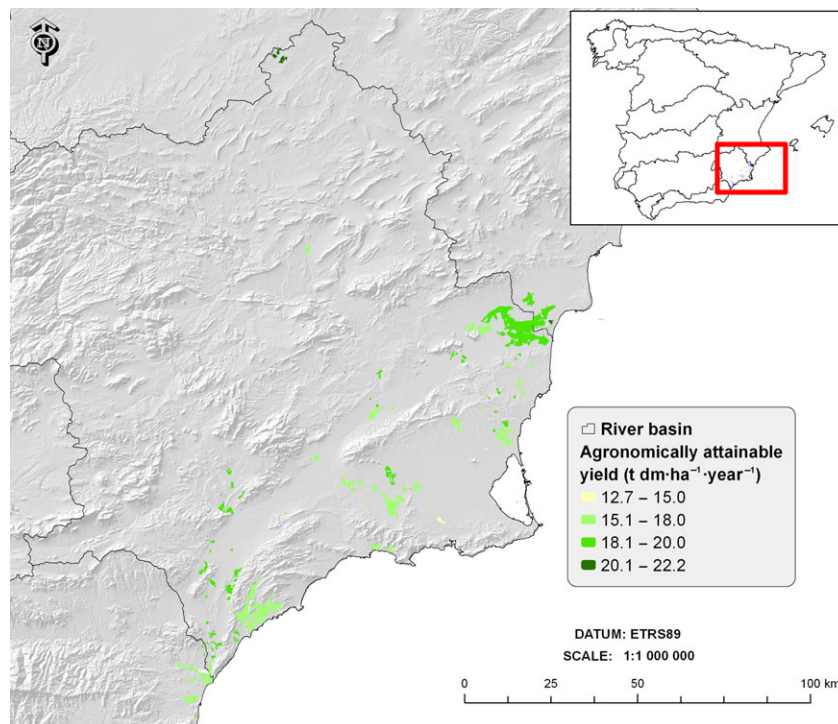 N
River basin
Agronomically attainable
yield (t dm·ha⁻¹·year⁻¹)
12.7 – 15.0
15.1 – 18.0
18.1 – 20.0
20.1 – 22.2
DATUM: ETRS89
SCALE: 1:1 000 000
0 25 50 100 km